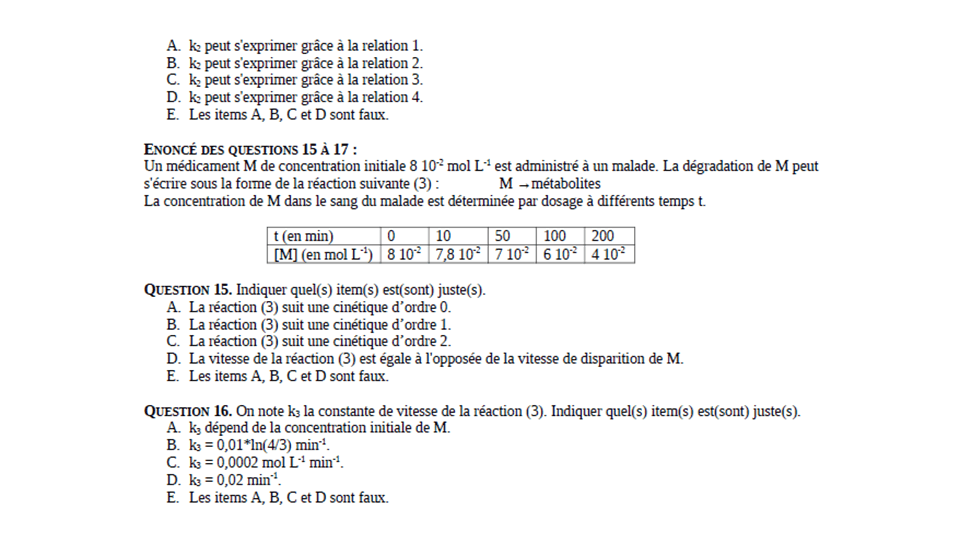 A. k₂ peut s'exprimer grâce à la relation 1.
B. k₂ peut s'exprimer grâce à la relation 2.
C. k₂ peut s'exprimer grâce à la relation 3.
D. k₂ peut s'exprimer grâce à la relation 4.
E. Les items A, B, C et D sont faux.
ENONCÉ DES QUESTIONS 15 À 17 :
Un médicament M de concentration initiale 8 10⁻² mol L⁻¹ est administré à un malade. La dégradation de M peut
s'écrire sous la forme de la réaction suivante (3) : M → métabolites
La concentration de M dans le sang du malade est déterminée par dosage à différents temps t.
t (en min) 0 10 50 100 200
[M] (en mol L⁻¹) 8 10⁻² 7,8 10⁻² 7 10⁻² 6 10⁻² 4 10⁻²
QUESTION 15. Indiquer quel(s) item(s) est(sont) juste(s).
A. La réaction (3) suit une cinétique d’ordre 0.
B. La réaction (3) suit une cinétique d’ordre 1.
C. La réaction (3) suit une cinétique d’ordre 2.
D. La vitesse de la réaction (3) est égale à l'opposée de la vitesse de disparition de M.
E. Les items A, B, C et D sont faux.
QUESTION 16. On note k₃ la constante de vitesse de la réaction (3). Indiquer quel(s) item(s) est(sont) juste(s).
A. k₃ dépend de la concentration initiale de M.
B. k₃ = 0,01*ln(4/3) min⁻¹.
C. k₃ = 0,0002 mol L⁻¹ min⁻¹.
D. k₃ = 0,02 min⁻¹.
E. Les items A, B, C et D sont faux.